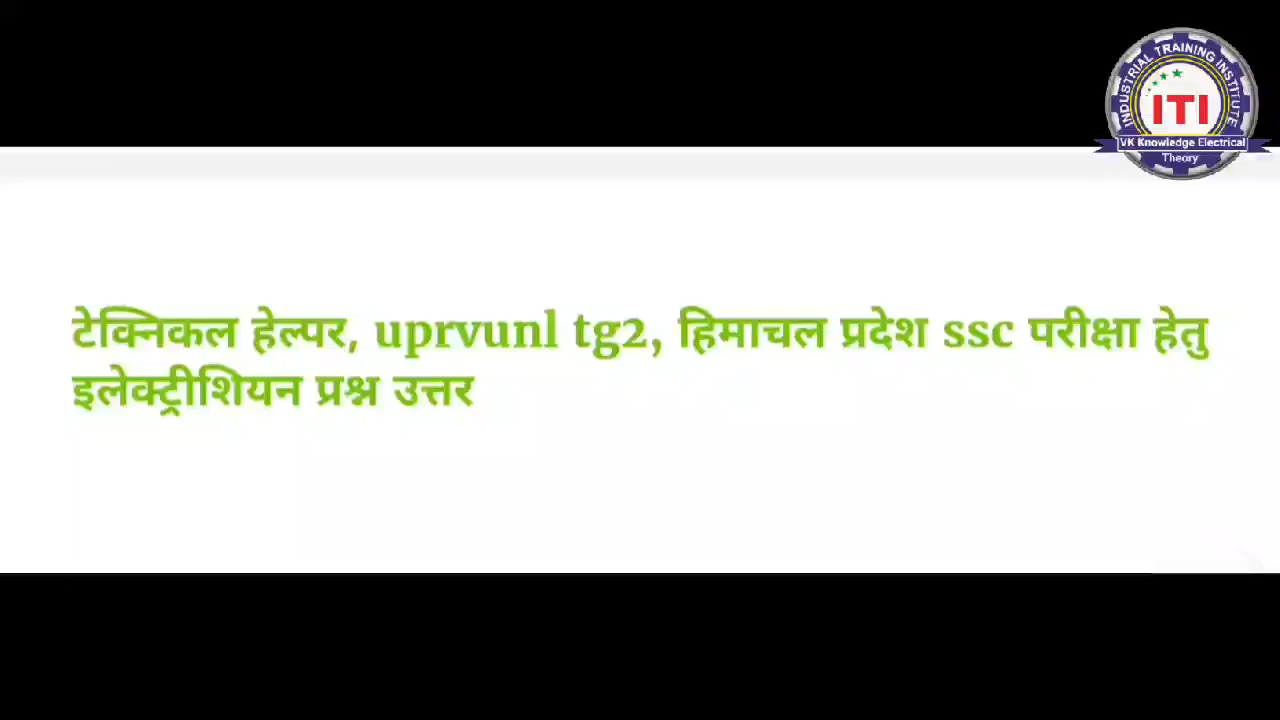 INDUSTRIAL TRAINING INSTITUTE
ITI
VK Knowledge Electrical
Theory
टेक्निकल हेल्पर, uprvunl tg2, हिमाचल प्रदेश ssc परीक्षा हेतु
इलेक्ट्रीशियन प्रश्न उत्तर